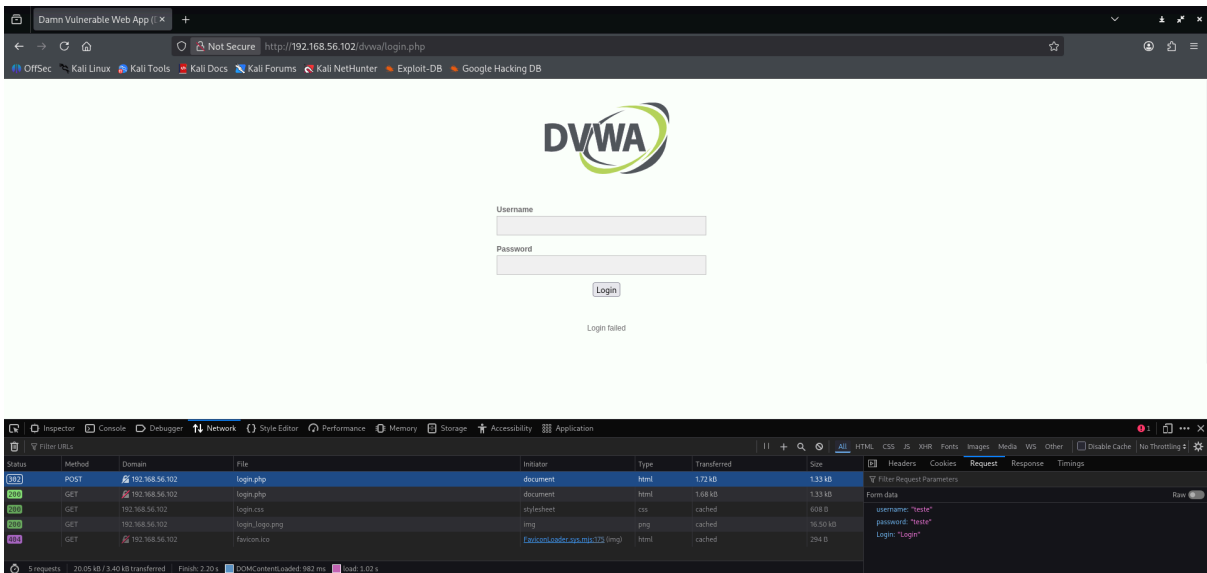 Damn Vulnerable Web App (
Not Secure http://192.168.56.102/dvwa/login.php
OffSec Kali Linux Kali Tools Kali Docs Kali Forums Kali NetHunter Exploit-DB Google Hacking DB
DVWA
Username
Password
Login
Login failed
Inspector Console Debugger Network Style Editor Performance Memory Storage Accessibility Application 1
Filter URLs All HTML CSS JS XHR Fonts Images Media WS Other Disable Cache No Throttling
Status Method Domain File Initiator Type Transferred Size Headers Cookies Request Response Timings
302 POST 192.168.56.102 login.php document html 1.72 kB 1.33 kB Filter Request Parameters
200 GET 192.168.56.102 login.php document html 1.68 kB 1.33 kB Form data Raw
200 GET 192.168.56.102 login.css stylesheet css cached 608 B username: "teste"
200 GET 192.168.56.102 login_logo.png img png cached 16.50 kB password: "teste"
404 GET 192.168.56.102 favicon.ico FaviconLoader.sys.mjs:175 (img) html cached 294 B Login: "Login"
5 requests 20.05 kB / 3.40 kB transferred Finish: 2.20 s DOMContentLoaded: 982 ms load: 1.02 s